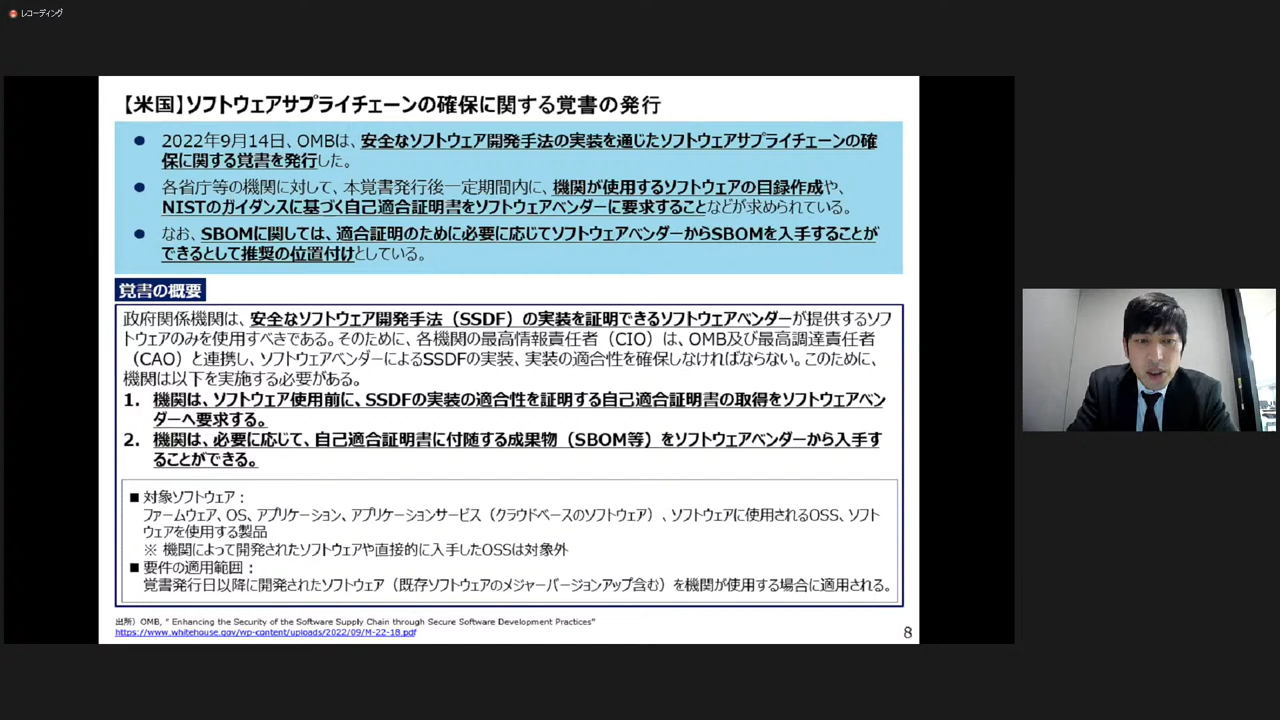 レコーディング
【米国】ソフトウェアサプライチェーンの確保に関する覚書の発行
● 2022年9月14日、OMBは、安全なソフトウェア開発手法の実装を通じたソフトウェアサプライチェーンの確
保に関する覚書を発行した。
● 各省庁等の機関に対して、本覚書発行後一定期間内に、機関が使用するソフトウェアの目録作成や、
NISTのガイダンスに基づく自己適合証明書をソフトウェアベンダーに要求することなどが求められている。
● なお、SBOMに関しては、適合証明のために必要に応じてソフトウェアベンダーからSBOMを入手することが
できるとして推奨の位置付けとしている。
覚書の概要
政府関係機関は、安全なソフトウェア開発手法（SSDF）の実装を証明できるソフトウェアベンダーが提供するソフ
トウェアのみを使用すべきである。そのために、各機関の最高情報責任者（CIO）は、OMB及び最高調達責任者
（CAO）と連携し、ソフトウェアベンダーによるSSDFの実装、実装の適合性を確保しなければならない。このために、
機関は以下を実施する必要がある。
1. 機関は、ソフトウェア使用前に、SSDFの実装の適合性を証明する自己適合証明書の取得をソフトウェアベン
ダーへ要求する。
2. 機関は、必要に応じて、自己適合証明書に付随する成果物（SBOM等）をソフトウェアベンダーから入手す
ることができる。
■ 対象ソフトウェア：
ファームウェア、OS、アプリケーション、アプリケーションサービス（クラウドベースのソフトウェア）、ソフトウェアに使用されるOSS、ソフト
ウェアを使用する製品
※ 機関によって開発されたソフトウェアや直接的に入手したOSSは対象外
■ 要件の適用範囲：
覚書発行日以降に開発されたソフトウェア（既存ソフトウェアのメジャーバージョンアップ含む）を機関が使用する場合に適用される。
出所）OMB, " Enhancing the Security of the Software Supply Chain through Secure Software Development Practices"
https://www.whitehouse.gov/wp-content/uploads/2022/09/M-22-18.pdf
8